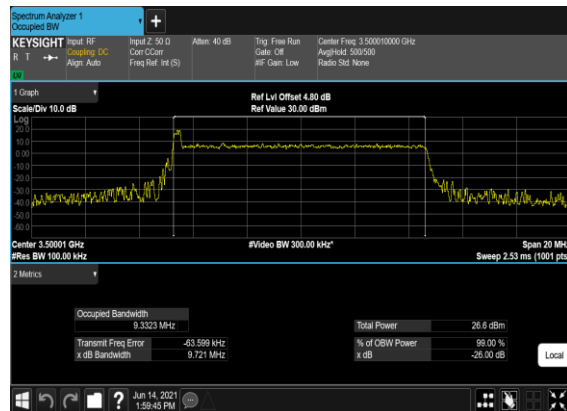 Spectrum Analyzer 1
Occupied BW
KEYSIGHT Input: RF Input Z: 50 Ω Atten: 40 dB Trig: Free Run Center Freq: 3.500010000 GHz
R T Coupling: DC Corr CCorr Gate: Off Avg|Hold: 500/500
Align: Auto Freq Ref: Int (S) #IF Gain: Low Radio Std: None
1 Graph
Ref Lvl Offset 4.80 dB
Scale/Div 10.0 dB Ref Value 30.00 dBm
Log
20.0
10.0
0.00
-10.0
-20.0
-30.0
-40.0
-50.0
-60.0
Center 3.50001 GHz #Video BW 300.00 kHz* Span 20 MHz
#Res BW 100.00 kHz Sweep 2.53 ms (1001 pts
2 Metrics
Occupied Bandwidth
9.3323 MHz Total Power 26.6 dBm
Transmit Freq Error -63.599 kHz % of OBW Power 99.00 %
x dB Bandwidth 9.721 MHz x dB -26.00 dB
Local
Jun 14, 2021
1:59:45 PM